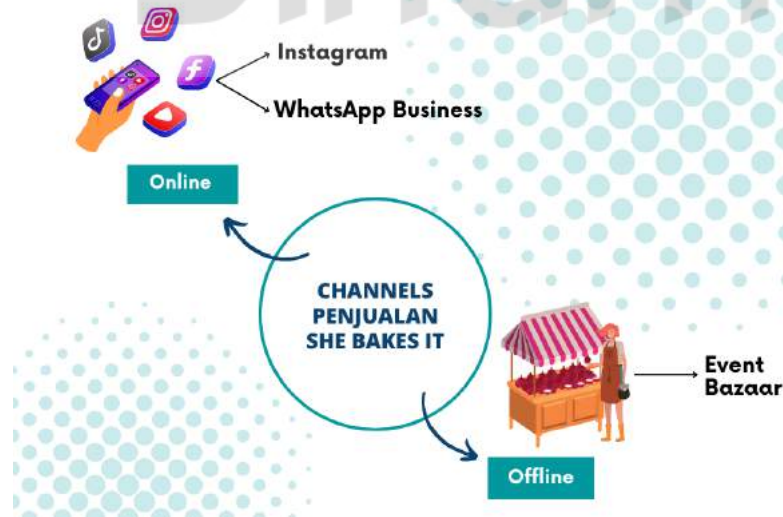 Instagram
WhatsApp Business
Online
CHANNELS
PENJUALAN
SHE BAKES IT
Event
Bazaar
Offline